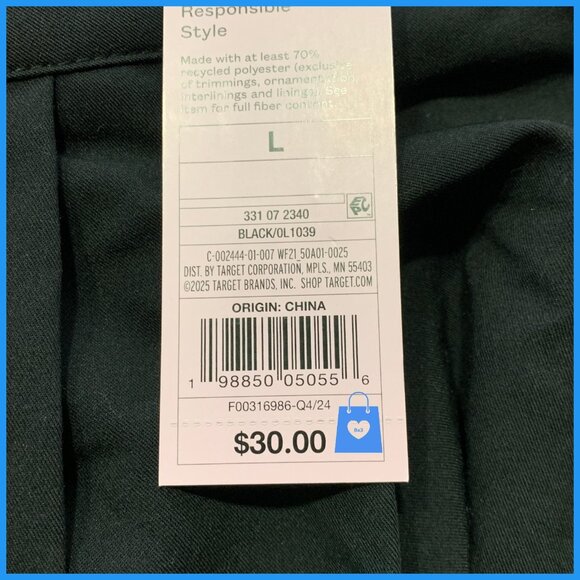 Responsible
Style
Made with at least 70%
recycled polyester (exclusive
of trimmings, ornamentation,
interlinings and linings). See
item for full fiber content.
L
331 07 2340
BLACK/0L1039
C-002444-01-007 WF21_50A01-0025
DIST. BY TARGET CORPORATION, MPLS., MN 55403
©2025 TARGET BRANDS, INC. SHOP TARGET.COM
ORIGIN: CHINA
1 98850 05055 6
F00316986-Q4/24
$30.00